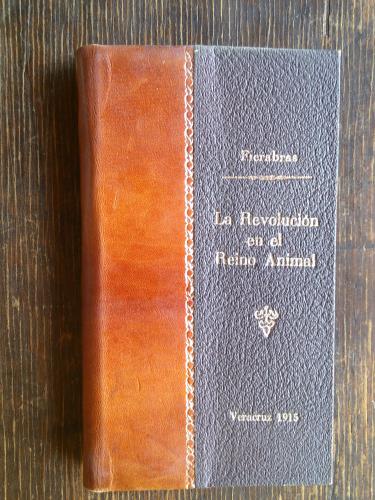 Fierabras
La Revolución
en el
Reino Animal
Veracruz 1915